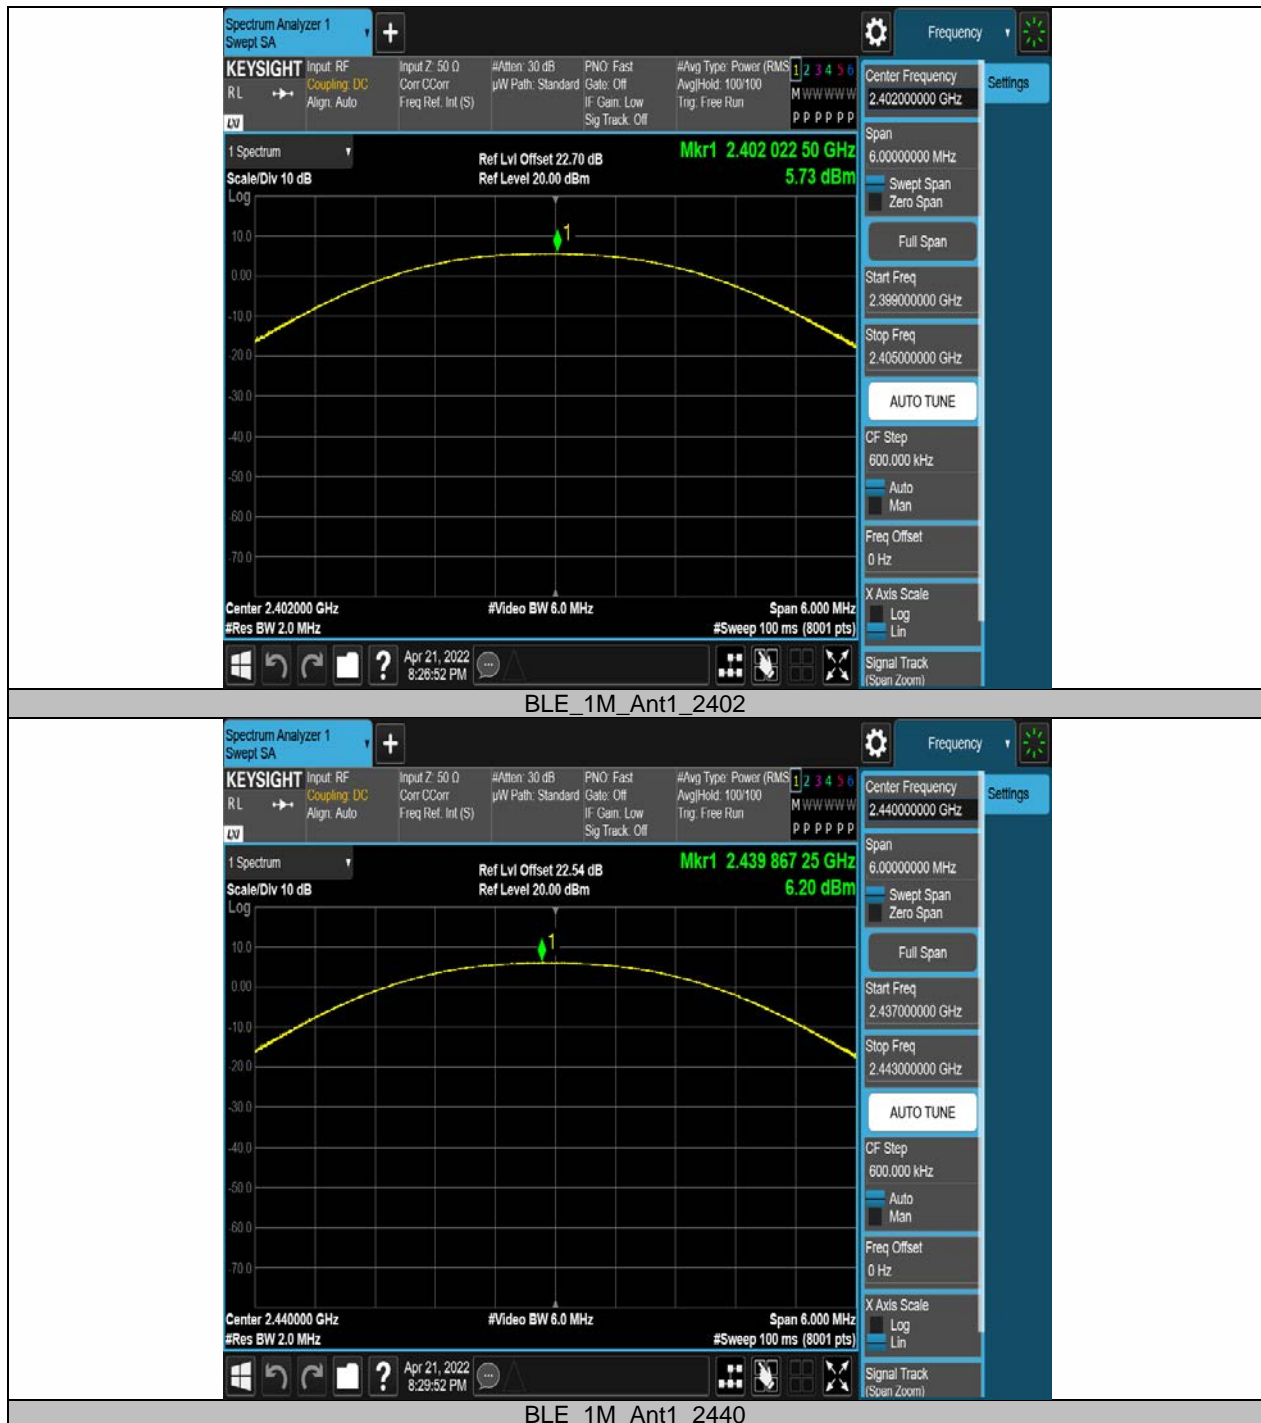 Spectrum Analyzer 1
Swept SA
+
Frequency
KEYSIGHT
RL
LXI
Input: RF
Coupling: DC
Align: Auto
Input Z: 50 Ω
Corr CCorr
Freq Ref: Int (S)
#Atten: 30 dB
µW Path: Standard
PNO: Fast
Gate: Off
IF Gain: Low
Sig Track: Off
#Avg Type: Power (RMS
Avg|Hold: 100/100
Trig: Free Run
1 2 3 4 5 6
M W W W W W
P P P P P P
1 Spectrum
Scale/Div 10 dB
Log
Ref Lvl Offset 22.70 dB
Ref Level 20.00 dBm
Mkr1 2.402 022 50 GHz
5.73 dBm
1
10.0
0.00
-10.0
-20.0
-30.0
-40.0
-50.0
-60.0
-70.0
Center 2.402000 GHz
#Res BW 2.0 MHz
#Video BW 6.0 MHz
Span 6.000 MHz
#Sweep 100 ms (8001 pts)
?
Apr 21, 2022
8:26:52 PM
Center Frequency
2.402000000 GHz
Span
6.00000000 MHz
Swept Span
Zero Span
Full Span
Start Freq
2.399000000 GHz
Stop Freq
2.405000000 GHz
AUTO TUNE
CF Step
600.000 kHz
Auto
Man
Freq Offset
0 Hz
X Axis Scale
Log
Lin
Signal Track
(Span Zoom)
Settings
BLE_1M_Ant1_2402
Spectrum Analyzer 1
Swept SA
+
Frequency
KEYSIGHT
RL
LXI
Input: RF
Coupling: DC
Align: Auto
Input Z: 50 Ω
Corr CCorr
Freq Ref: Int (S)
#Atten: 30 dB
µW Path: Standard
PNO: Fast
Gate: Off
IF Gain: Low
Sig Track: Off
#Avg Type: Power (RMS
Avg|Hold: 100/100
Trig: Free Run
1 2 3 4 5 6
M W W W W W
P P P P P P
1 Spectrum
Scale/Div 10 dB
Log
Ref Lvl Offset 22.54 dB
Ref Level 20.00 dBm
Mkr1 2.439 867 25 GHz
6.20 dBm
1
10.0
0.00
-10.0
-20.0
-30.0
-40.0
-50.0
-60.0
-70.0
Center 2.440000 GHz
#Res BW 2.0 MHz
#Video BW 6.0 MHz
Span 6.000 MHz
#Sweep 100 ms (8001 pts)
?
Apr 21, 2022
8:29:52 PM
Center Frequency
2.440000000 GHz
Span
6.00000000 MHz
Swept Span
Zero Span
Full Span
Start Freq
2.437000000 GHz
Stop Freq
2.443000000 GHz
AUTO TUNE
CF Step
600.000 kHz
Auto
Man
Freq Offset
0 Hz
X Axis Scale
Log
Lin
Signal Track
(Span Zoom)
Settings
BLE_1M_Ant1_2440